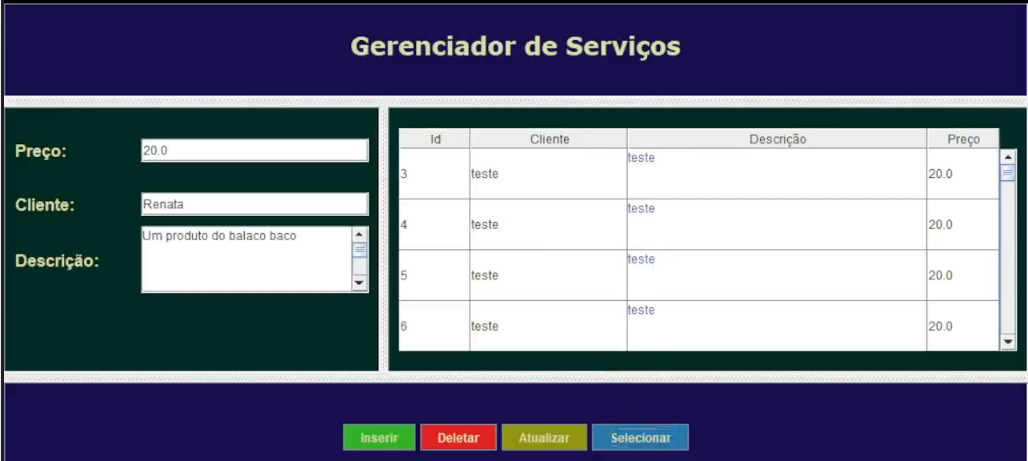 Gerenciador de Serviços
Preço:
20.0
Cliente:
Renata
Descrição:
Um produto do balaco baco
Id Cliente Descrição Preço
3 teste teste 20.0
4 teste teste 20.0
5 teste teste 20.0
6 teste teste 20.0
Inserir Deletar Atualizar Selecionar